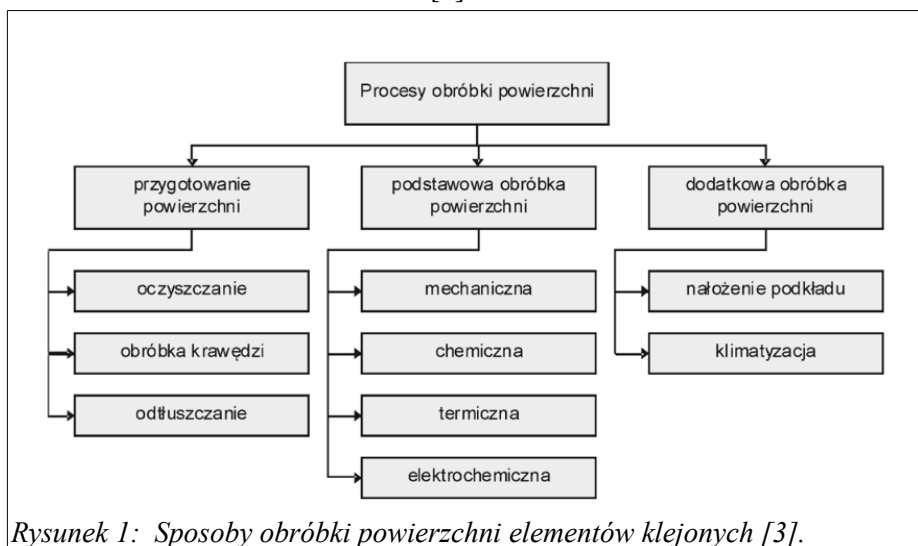 Procesy obróbki powierzchni
przygotowanie
powierzchni
oczyszczanie
obróbka krawędzi
odtłuszczanie
podstawowa obróbka
powierzchni
mechaniczna
chemiczna
termiczna
elektrochemiczna
dodatkowa obróbka
powierzchni
nałożenie podkładu
klimatyzacja
Rysunek 1: Sposoby obróbki powierzchni elementów klejonych [3].